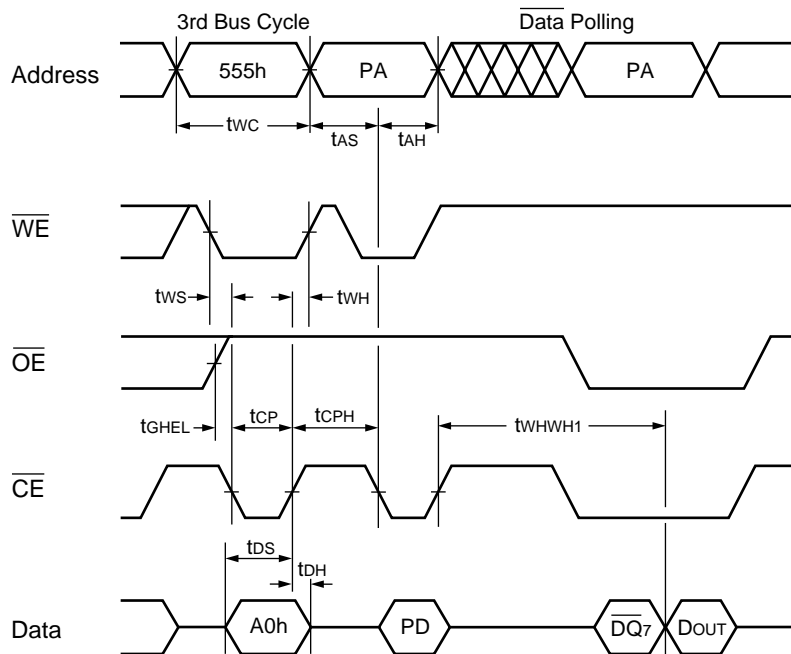 3rd Bus Cycle Data Polling
Address 555h PA PA
tWC tAS tAH
WE
tWS tWH
OE
tGHEL tCP tCPH tWHWH1
CE
tDS tDH
Data A0h PD DQ7 DOUT